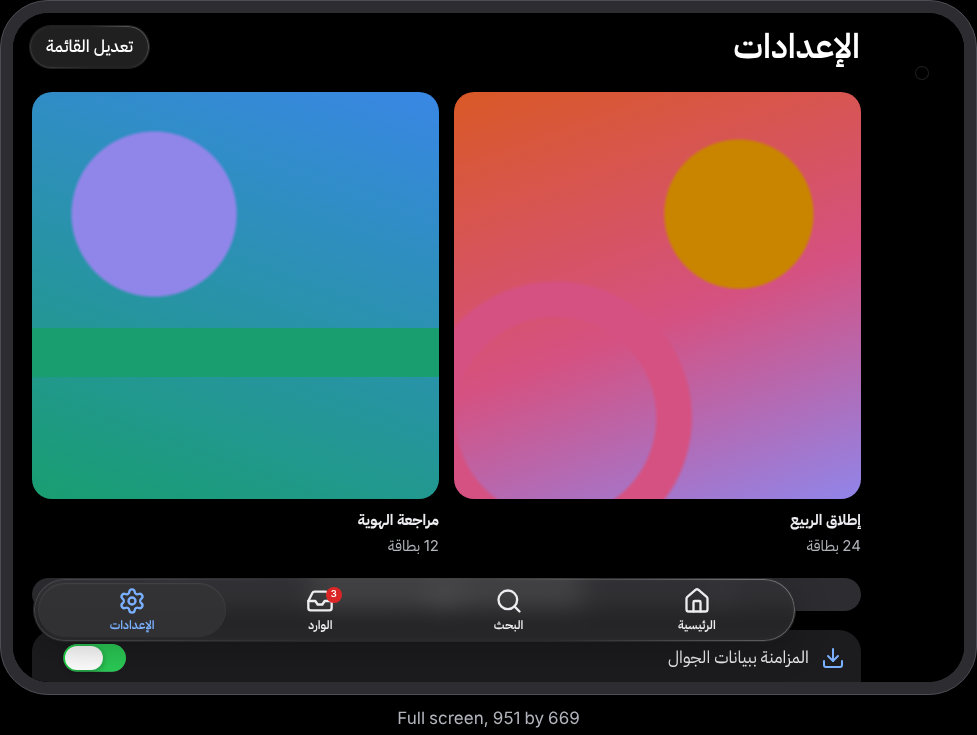 الإعدادات
تعديل القائمة
إطلاق الربيع
24 بطاقة
مراجعة الهوية
12 بطاقة
الرئيسية
البحث
3
الوارد
الإعدادات
المزامنة ببيانات الجوال
Full screen, 951 by 669